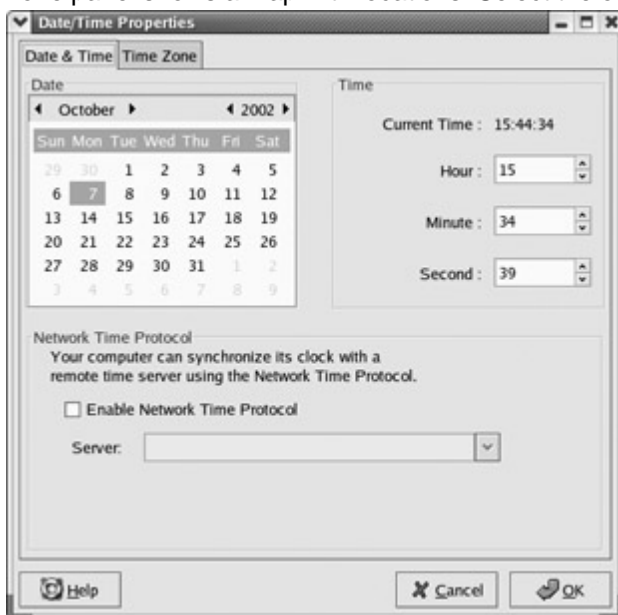 Date/Time Properties
Date & Time Time Zone
Date
October 2002
Sun Mon Tue Wed Thu Fri Sat
29 30 1 2 3 4 5
6 7 8 9 10 11 12
13 14 15 16 17 18 19
20 21 22 23 24 25 26
27 28 29 30 31 1 2
3 4 5 6 7 8 9
Time
Current Time : 15:44:34
Hour : 15
Minute : 34
Second : 39
Network Time Protocol
Your computer can synchronize its clock with a
remote time server using the Network Time Protocol.
Enable Network Time Protocol
Server:
Help Cancel OK